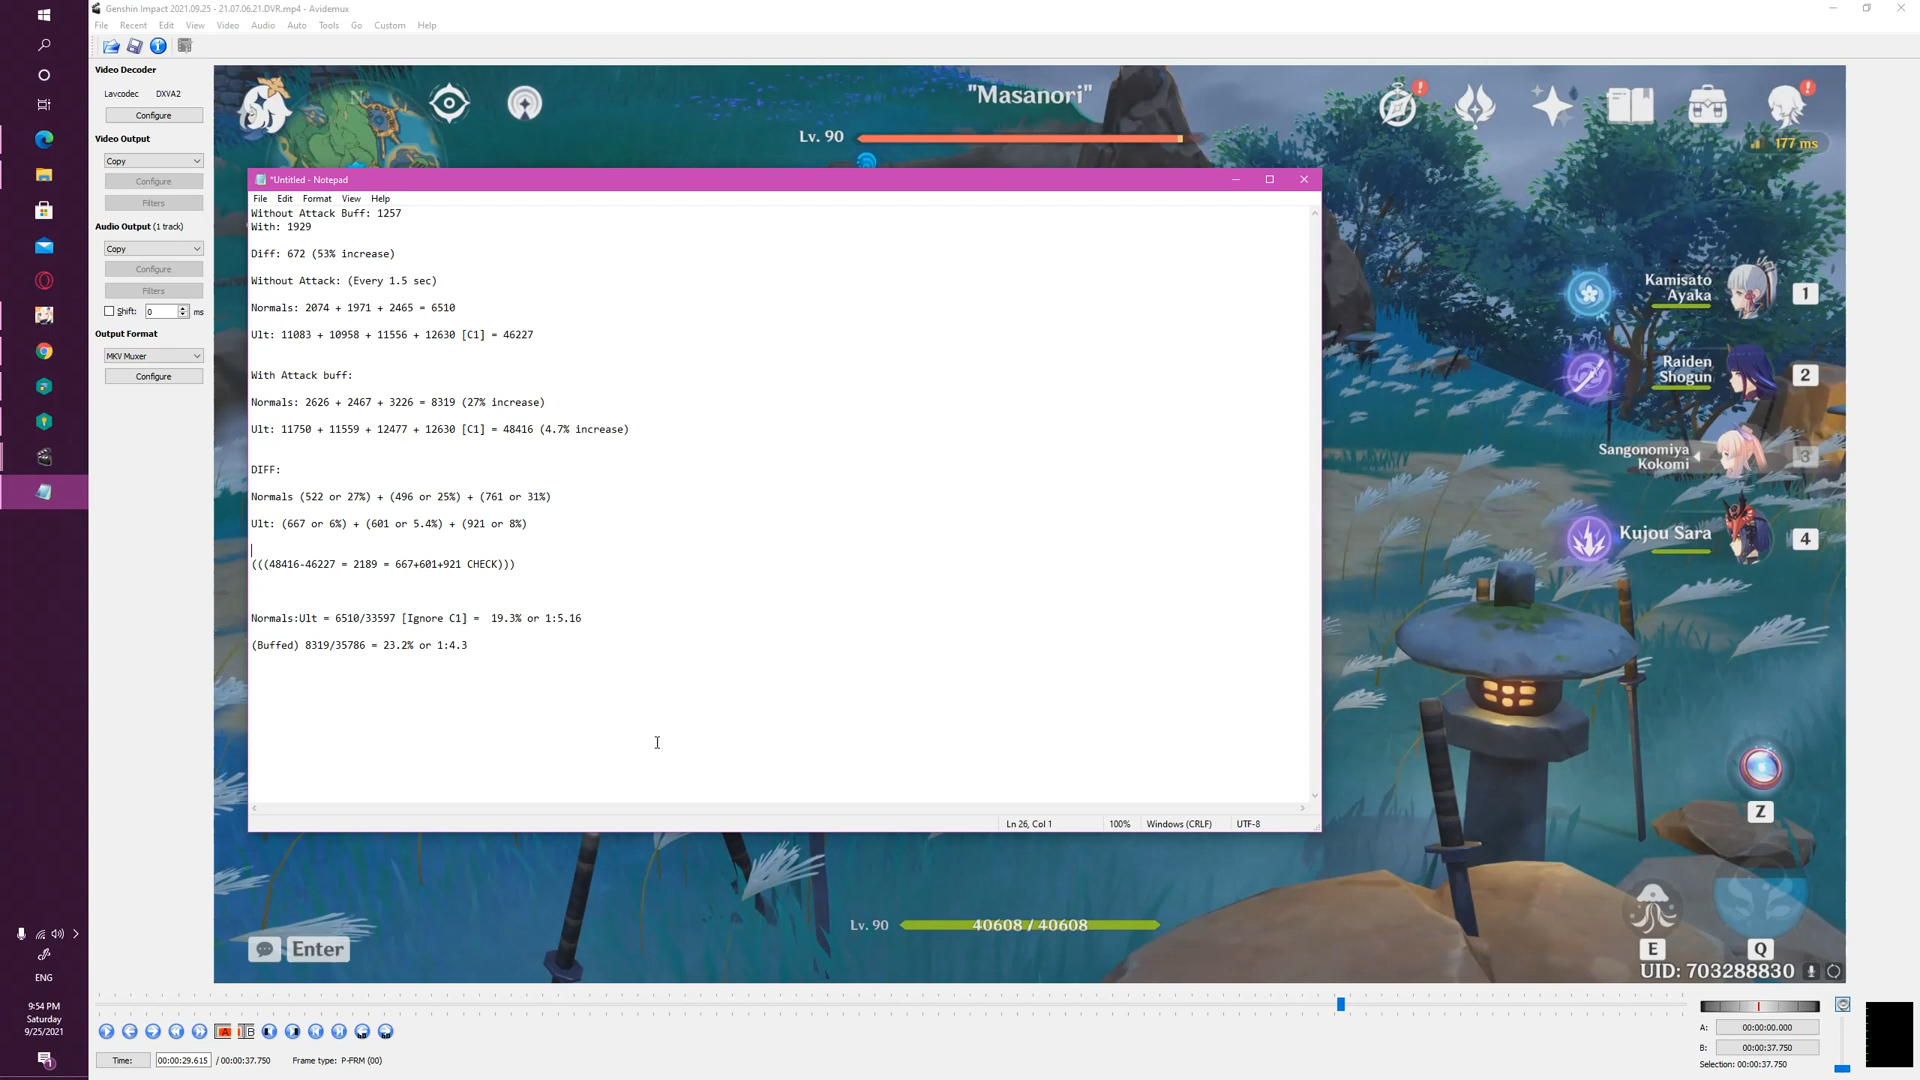 Genshin Impact 2021.09.25 - 21.07.06.21.DVR.mp4 - Avidemux
File Recent Edit View Video Audio Auto Tools Go Custom Help
Video Decoder
Lavcodec DXVA2
Configure
Video Output
Copy
Configure
Filters
Audio Output (1 track)
Copy
Configure
Filters
Shift: 0 ms
Output Format
MKV Muxer
Configure
N
"Masanori"
Lv. 90
177 ms
*Untitled - Notepad
File Edit Format View Help
Without Attack Buff: 1257
With: 1929
Diff: 672 (53% increase)
Without Attack: (Every 1.5 sec)
Normals: 2074 + 1971 + 2465 = 6510
Ult: 11083 + 10958 + 11556 + 12630 [C1] = 46227
With Attack buff:
Normals: 2626 + 2467 + 3226 = 8319 (27% increase)
Ult: 11750 + 11559 + 12477 + 12630 [C1] = 48416 (4.7% increase)
DIFF:
Normals (522 or 27%) + (496 or 25%) + (761 or 31%)
Ult: (667 or 6%) + (601 or 5.4%) + (921 or 8%)
(((48416-46227 = 2189 = 667+601+921 CHECK)))
Normals:Ult = 6510/33597 [Ignore C1] =  19.3% or 1:5.16
(Buffed) 8319/35786 = 23.2% or 1:4.3
Ln 26, Col 1 100% Windows (CRLF) UTF-8
Kamisato
Ayaka
1
Raiden
Shogun
2
Sangonomiya
Kokomi
3
Kujou Sara
4
Z
Lv. 90 40608 / 40608
Enter
E
Q
UID: 703288830
ENG
9:54 PM
Saturday
9/25/2021
1
A B
Time: 00:00:29.615 / 00:00:37.750 Frame type: P-FRM (00)
A: 00:00:00.000
B: 00:00:37.750
Selection: 00:00:37.750